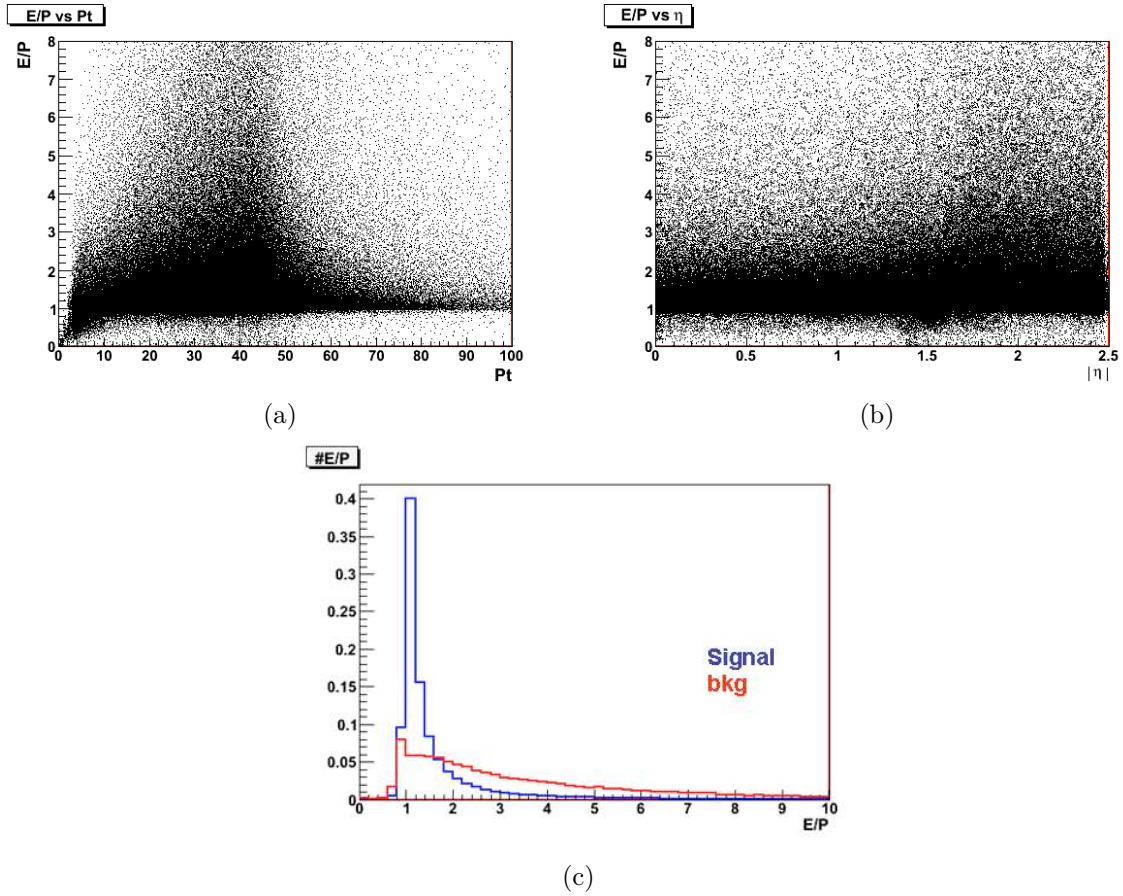 E/P vs Pt
E/P
8
7
6
5
4
3
2
1
0
0 10 20 30 40 50 60 70 80 90 100
Pt
(a)
E/P vs η
E/P
8
7
6
5
4
3
2
1
0
0 0.5 1 1.5 2 2.5
|η|
(b)
#E/P
0.4
0.35
0.3
0.25
0.2
0.15
0.1
0.05
0
Signal
bkg
0 1 2 3 4 5 6 7 8 9 10
E/P
(c)